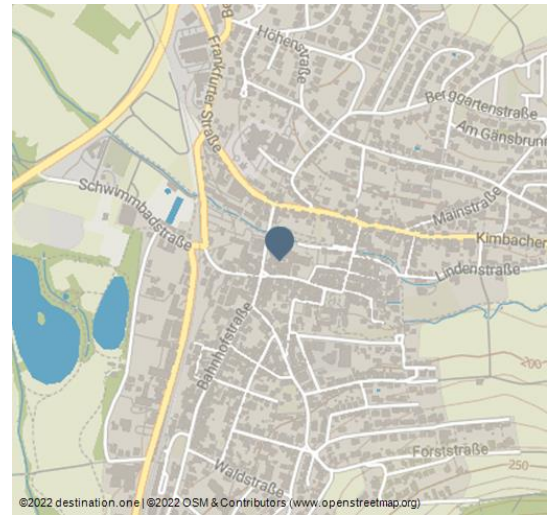 Höhenstraße
Frankfurter Straße
Berggartenstraße
Am Gänsbrunn
Schwimmbadstraße
Mainstraße
Kimbacher
Lindenstraße
Bahnhofstraße
200
Forststraße
250
Waldstraße
©2022 destination.one | ©2022 OSM & Contributors (www.openstreetmap.org)